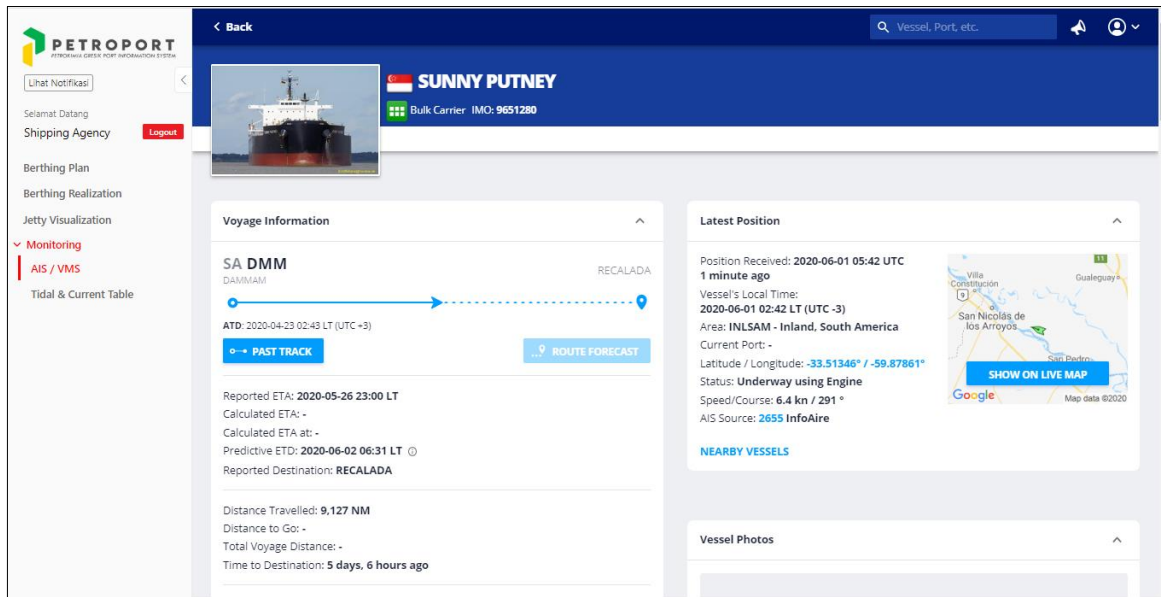 PETROPORT
PETROKIMIA GRESIK PORT INFORMATION SYSTEM
Lihat Notifikasi
Selamat Datang
Shipping Agency
Logout
Berthing Plan
Berthing Realization
Jetty Visualization
Monitoring
AIS / VMS
Tidal & Current Table
< Back
Vessel, Port, etc.
SUNNY PUTNEY
Bulk Carrier IMO: 9651280
Voyage Information
SA DMM
DAMMAM
RECALADA
ATD: 2020-04-23 02:43 LT (UTC +3)
PAST TRACK
ROUTE FORECAST
Reported ETA: 2020-05-26 23:00 LT
Calculated ETA: -
Calculated ETA at: -
Predictive ETD: 2020-06-02 06:31 LT
Reported Destination: RECALADA
Distance Travelled: 9,127 NM
Distance to Go: -
Total Voyage Distance: -
Time to Destination: 5 days, 6 hours ago
Latest Position
Position Received: 2020-06-01 05:42 UTC
1 minute ago
Vessel's Local Time:
2020-06-01 02:42 LT (UTC -3)
Area: INLSAM - Inland, South America
Current Port: -
Latitude / Longitude: -33.51346° / -59.87861°
Status: Underway using Engine
Speed/Course: 6.4 kn / 291 °
AIS Source: 2655 InfoAire
NEARBY VESSELS
11
Villa
Constitución
Gualeguay
9
San Nicolás de
los Arroyos
San Pedro
SHOW ON LIVE MAP
Google
Map data ©2020
Vessel Photos